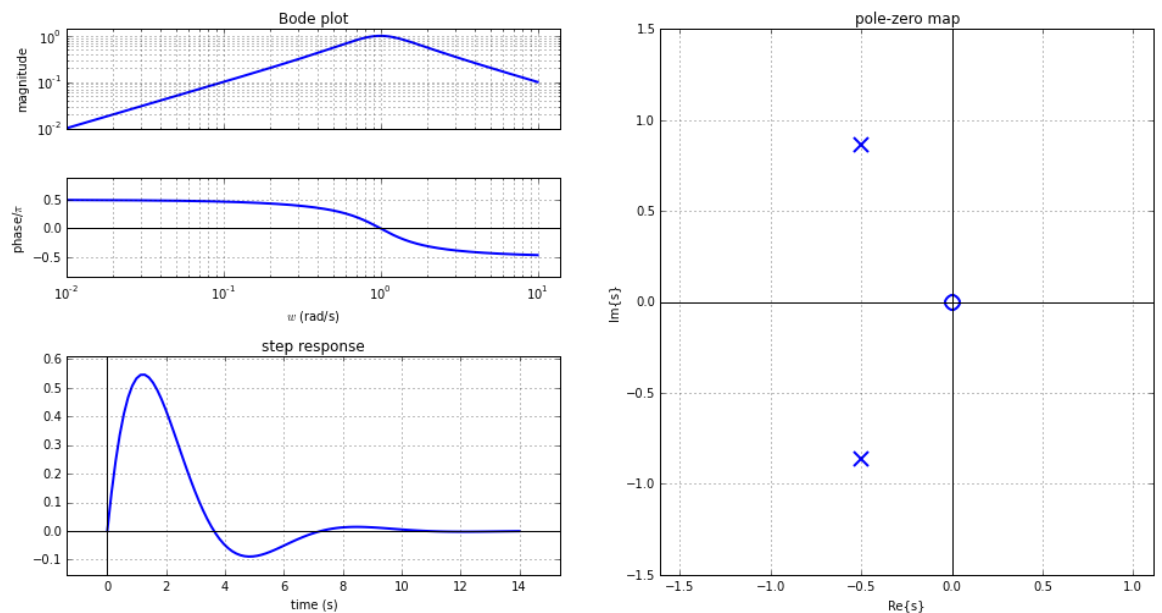 Bode plot
magnitude
10^0
10^-1
10^-2
phase/π
0.5
0.0
−0.5
10^-2 10^-1 10^0 10^1
w (rad/s)
step response
0.6
0.5
0.4
0.3
0.2
0.1
0.0
−0.1
0 2 4 6 8 10 12 14
time (s)
pole-zero map
Im{s}
1.5
1.0
0.5
0.0
−0.5
−1.0
−1.5
−1.5 −1.0 −0.5 0.0 0.5 1.0
Re{s}